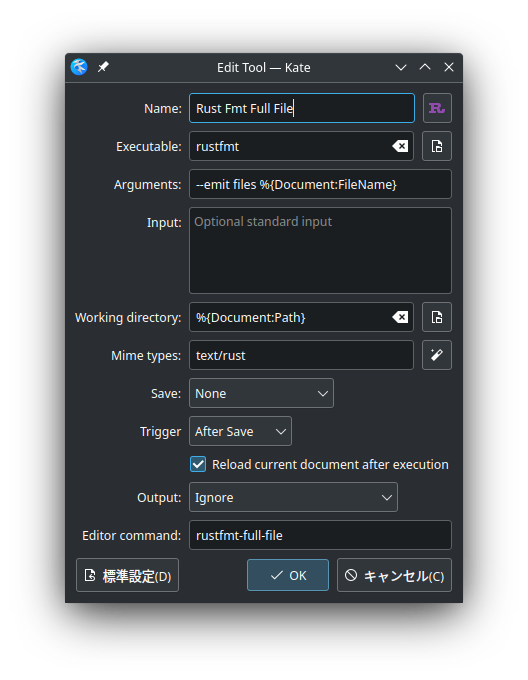 Edit Tool — Kate
Name: Rust Fmt Full File R
Executable: rustfmt
Arguments: --emit files %{Document:FileName}
Input: Optional standard input
Working directory: %{Document:Path}
Mime types: text/rust
Save: None
Trigger After Save
Reload current document after execution
Output: Ignore
Editor command: rustfmt-full-file
標準設定(D) OK キャンセル(C)